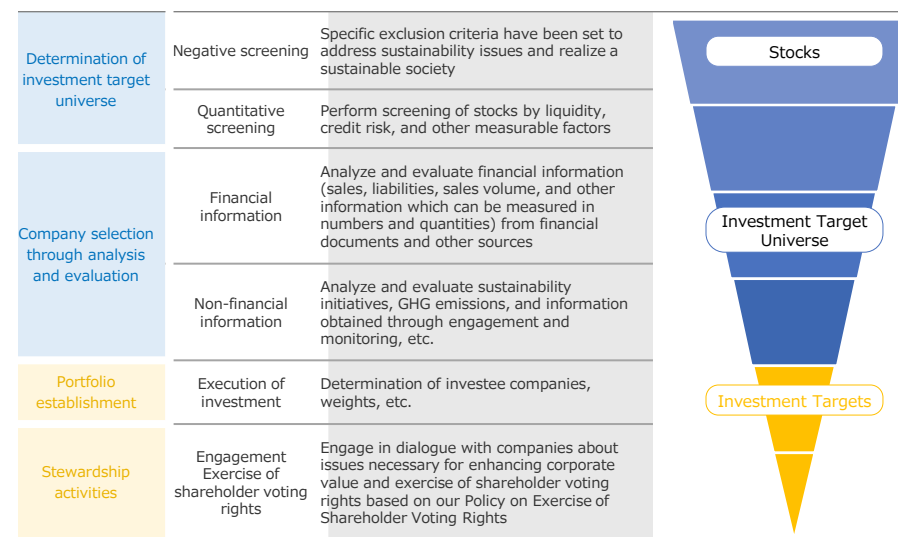 Determination of
investment target
universe
Negative screening
Specific exclusion criteria have been set to
address sustainability issues and realize a
sustainable society
Quantitative
screening
Perform screening of stocks by liquidity,
credit risk, and other measurable factors
Company selection
through analysis
and evaluation
Financial
information
Analyze and evaluate financial information
(sales, liabilities, sales volume, and other
information which can be measured in
numbers and quantities) from financial
documents and other sources
Non-financial
information
Analyze and evaluate sustainability
initiatives, GHG emissions, and information
obtained through engagement and
monitoring, etc.
Portfolio
establishment
Execution of
investment
Determination of investee companies,
weights, etc.
Stewardship
activities
Engagement
Exercise of
shareholder voting
rights
Engage in dialogue with companies about
issues necessary for enhancing corporate
value and exercise of shareholder voting
rights based on our Policy on Exercise of
Shareholder Voting Rights
Stocks
Investment Target
Universe
Investment Targets